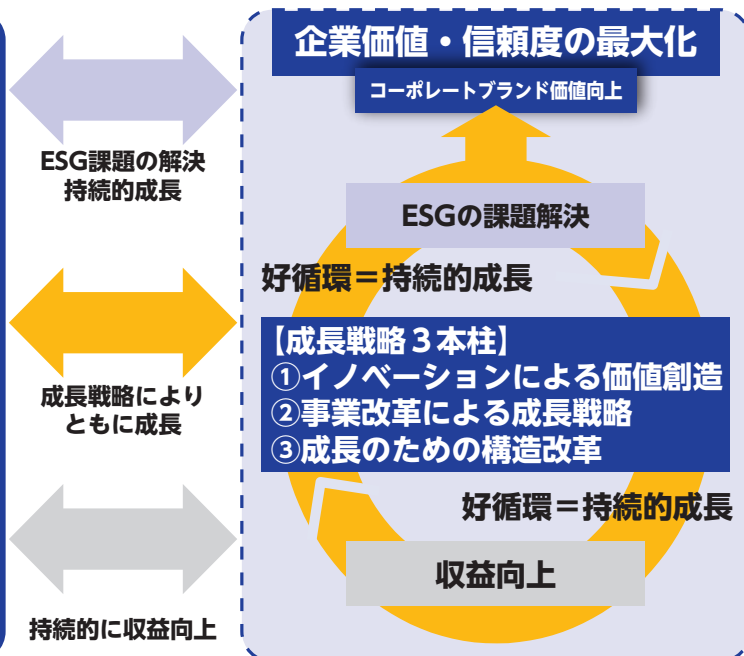 企業価値・信頼度の最大化
コーポレートブランド価値向上
ESG課題の解決
持続的成長
ESGの課題解決
好循環＝持続的成長
成長戦略により
ともに成長
【成長戦略３本柱】
①イノベーションによる価値創造
②事業改革による成長戦略
③成長のための構造改革
好循環＝持続的成長
収益向上
持続的に収益向上